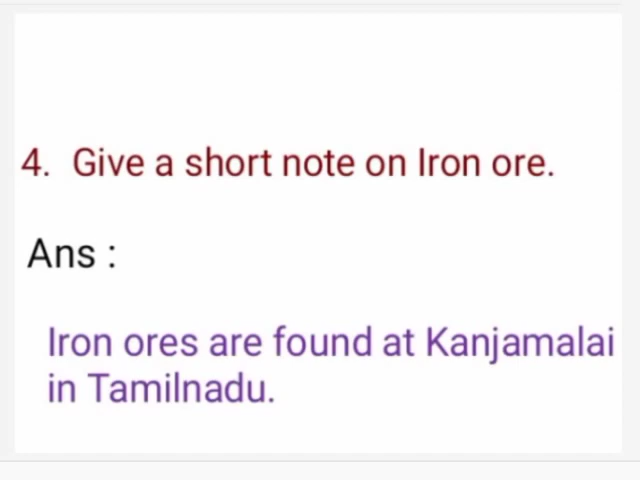 4. Give a short note on Iron ore.
Ans :
Iron ores are found at Kanjamalai
in Tamilnadu.